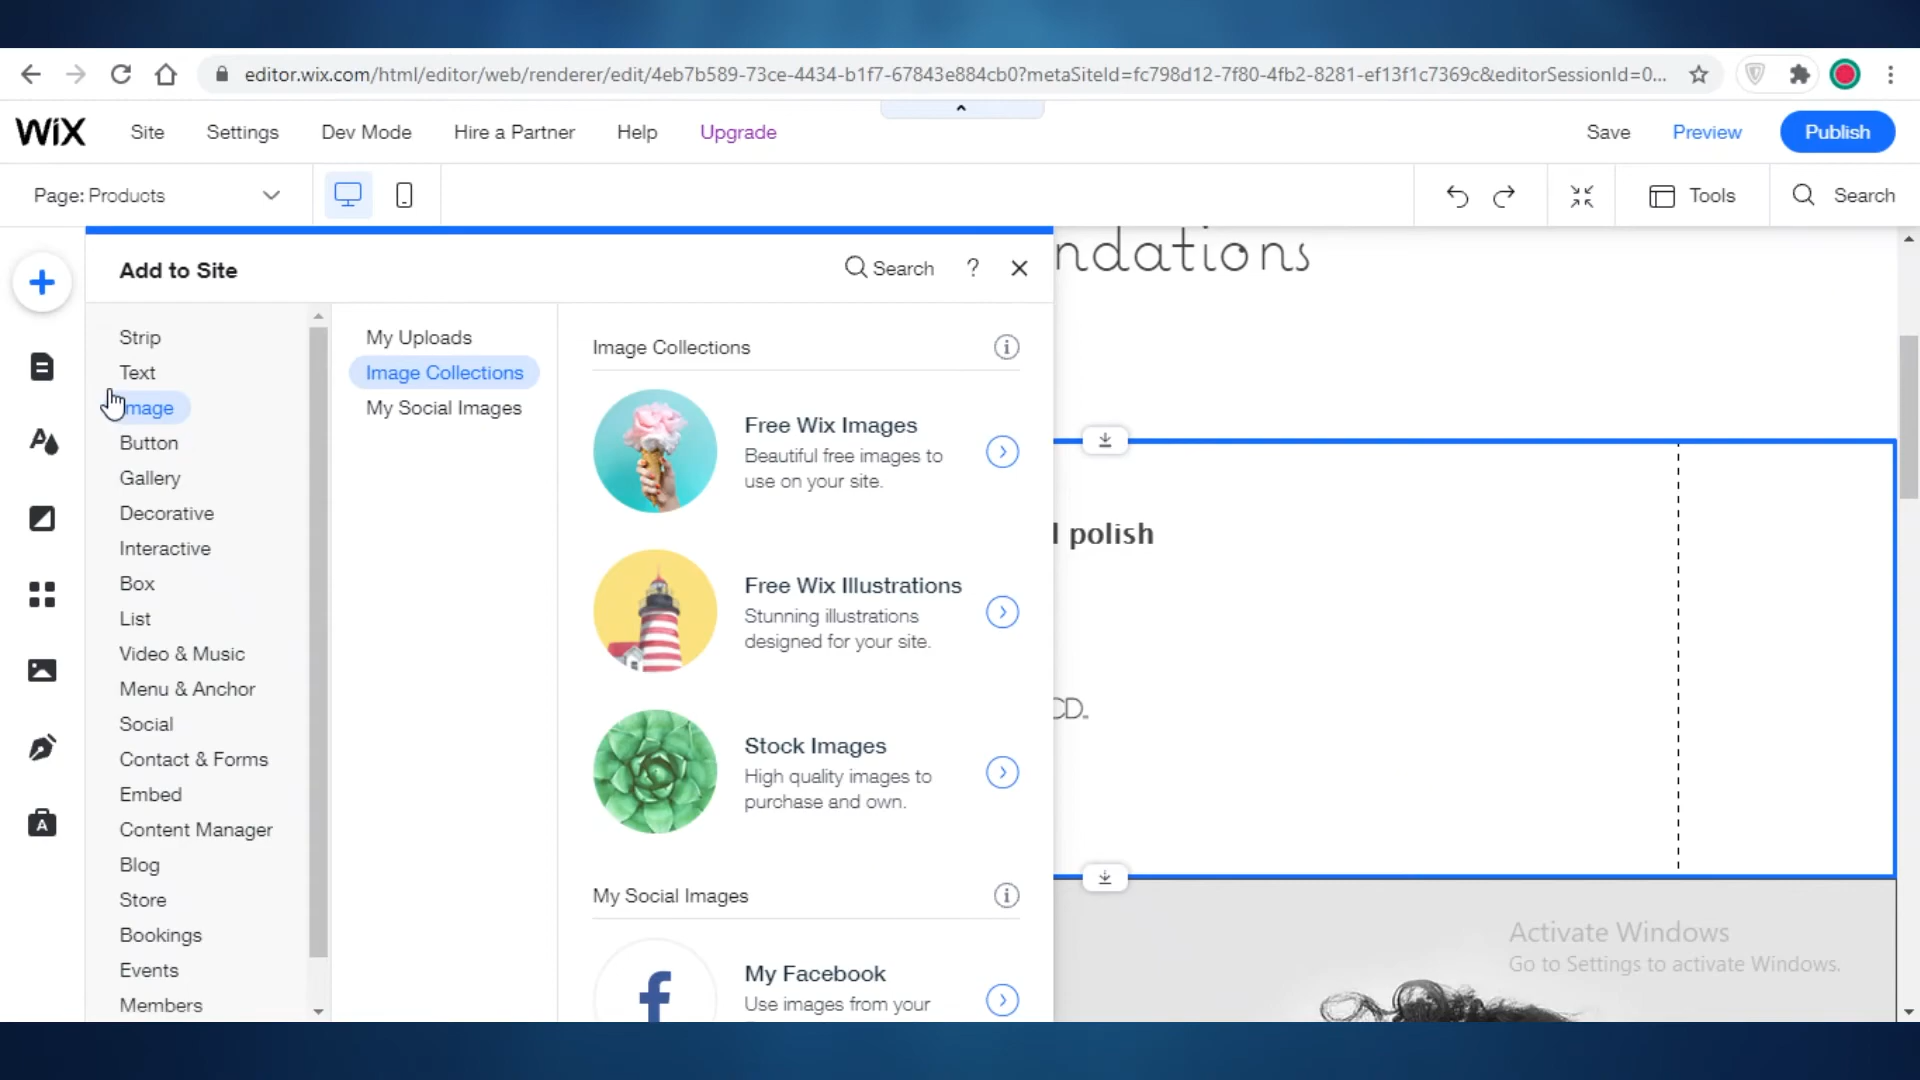 editor.wix.com/html/editor/web/renderer/edit/4eb7b589-73ce-4434-b1f7-67843e884cb0?metaSiteId=fc798d12-7f80-4fb2-8281-ef13f1c7369c&editorSessionId=0...
WiX Site Settings Dev Mode Hire a Partner Help Upgrade Save Preview Publish
Page: Products Tools Search
Add to Site Search ?
ndations
Strip
Text
Image
Button
Gallery
Decorative
Interactive
Box
List
Video & Music
Menu & Anchor
Social
Contact & Forms
Embed
Content Manager
Blog
Store
Bookings
Events
Members
My Uploads
Image Collections
My Social Images
Image Collections
Free Wix Images
Beautiful free images to
use on your site.
Free Wix Illustrations
Stunning illustrations
designed for your site.
Stock Images
High quality images to
purchase and own.
My Social Images
My Facebook
Use images from your
polish
CD.
Activate Windows
Go to Settings to activate Windows.